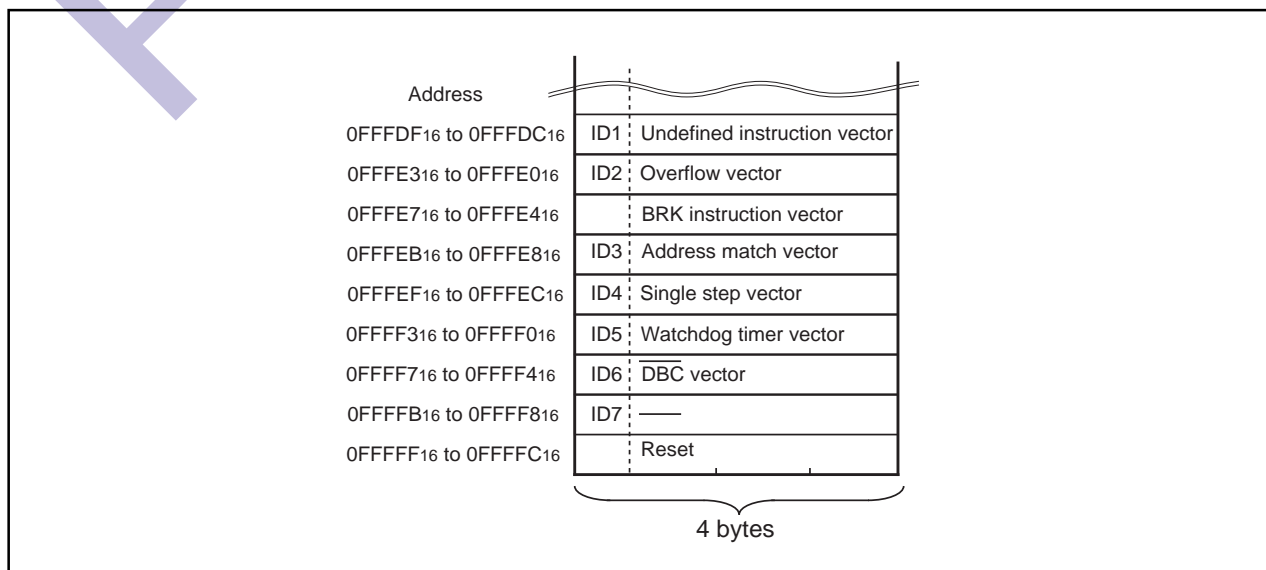 Address
0FFFDF16 to 0FFFDC16 ID1 Undefined instruction vector
0FFFE316 to 0FFFE016 ID2 Overflow vector
0FFFE716 to 0FFFE416 BRK instruction vector
0FFFEB16 to 0FFFE816 ID3 Address match vector
0FFFEF16 to 0FFFEC16 ID4 Single step vector
0FFFF316 to 0FFFF016 ID5 Watchdog timer vector
0FFFF716 to 0FFFF416 ID6 DBC vector
0FFFFB16 to 0FFFF816 ID7 —
0FFFFF16 to 0FFFFC16 Reset
4 bytes